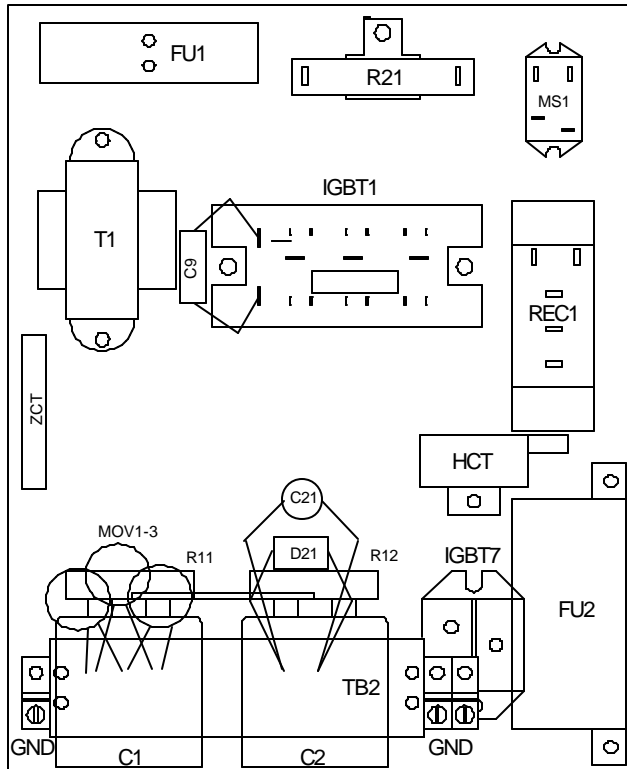 FU1
R21
MS1
IGBT1
T1
C9
REC1
ZCT
HCT
C21
MOV1-3
D21
R11
R12
IGBT7
FU2
TB2
GND
C1
C2
GND